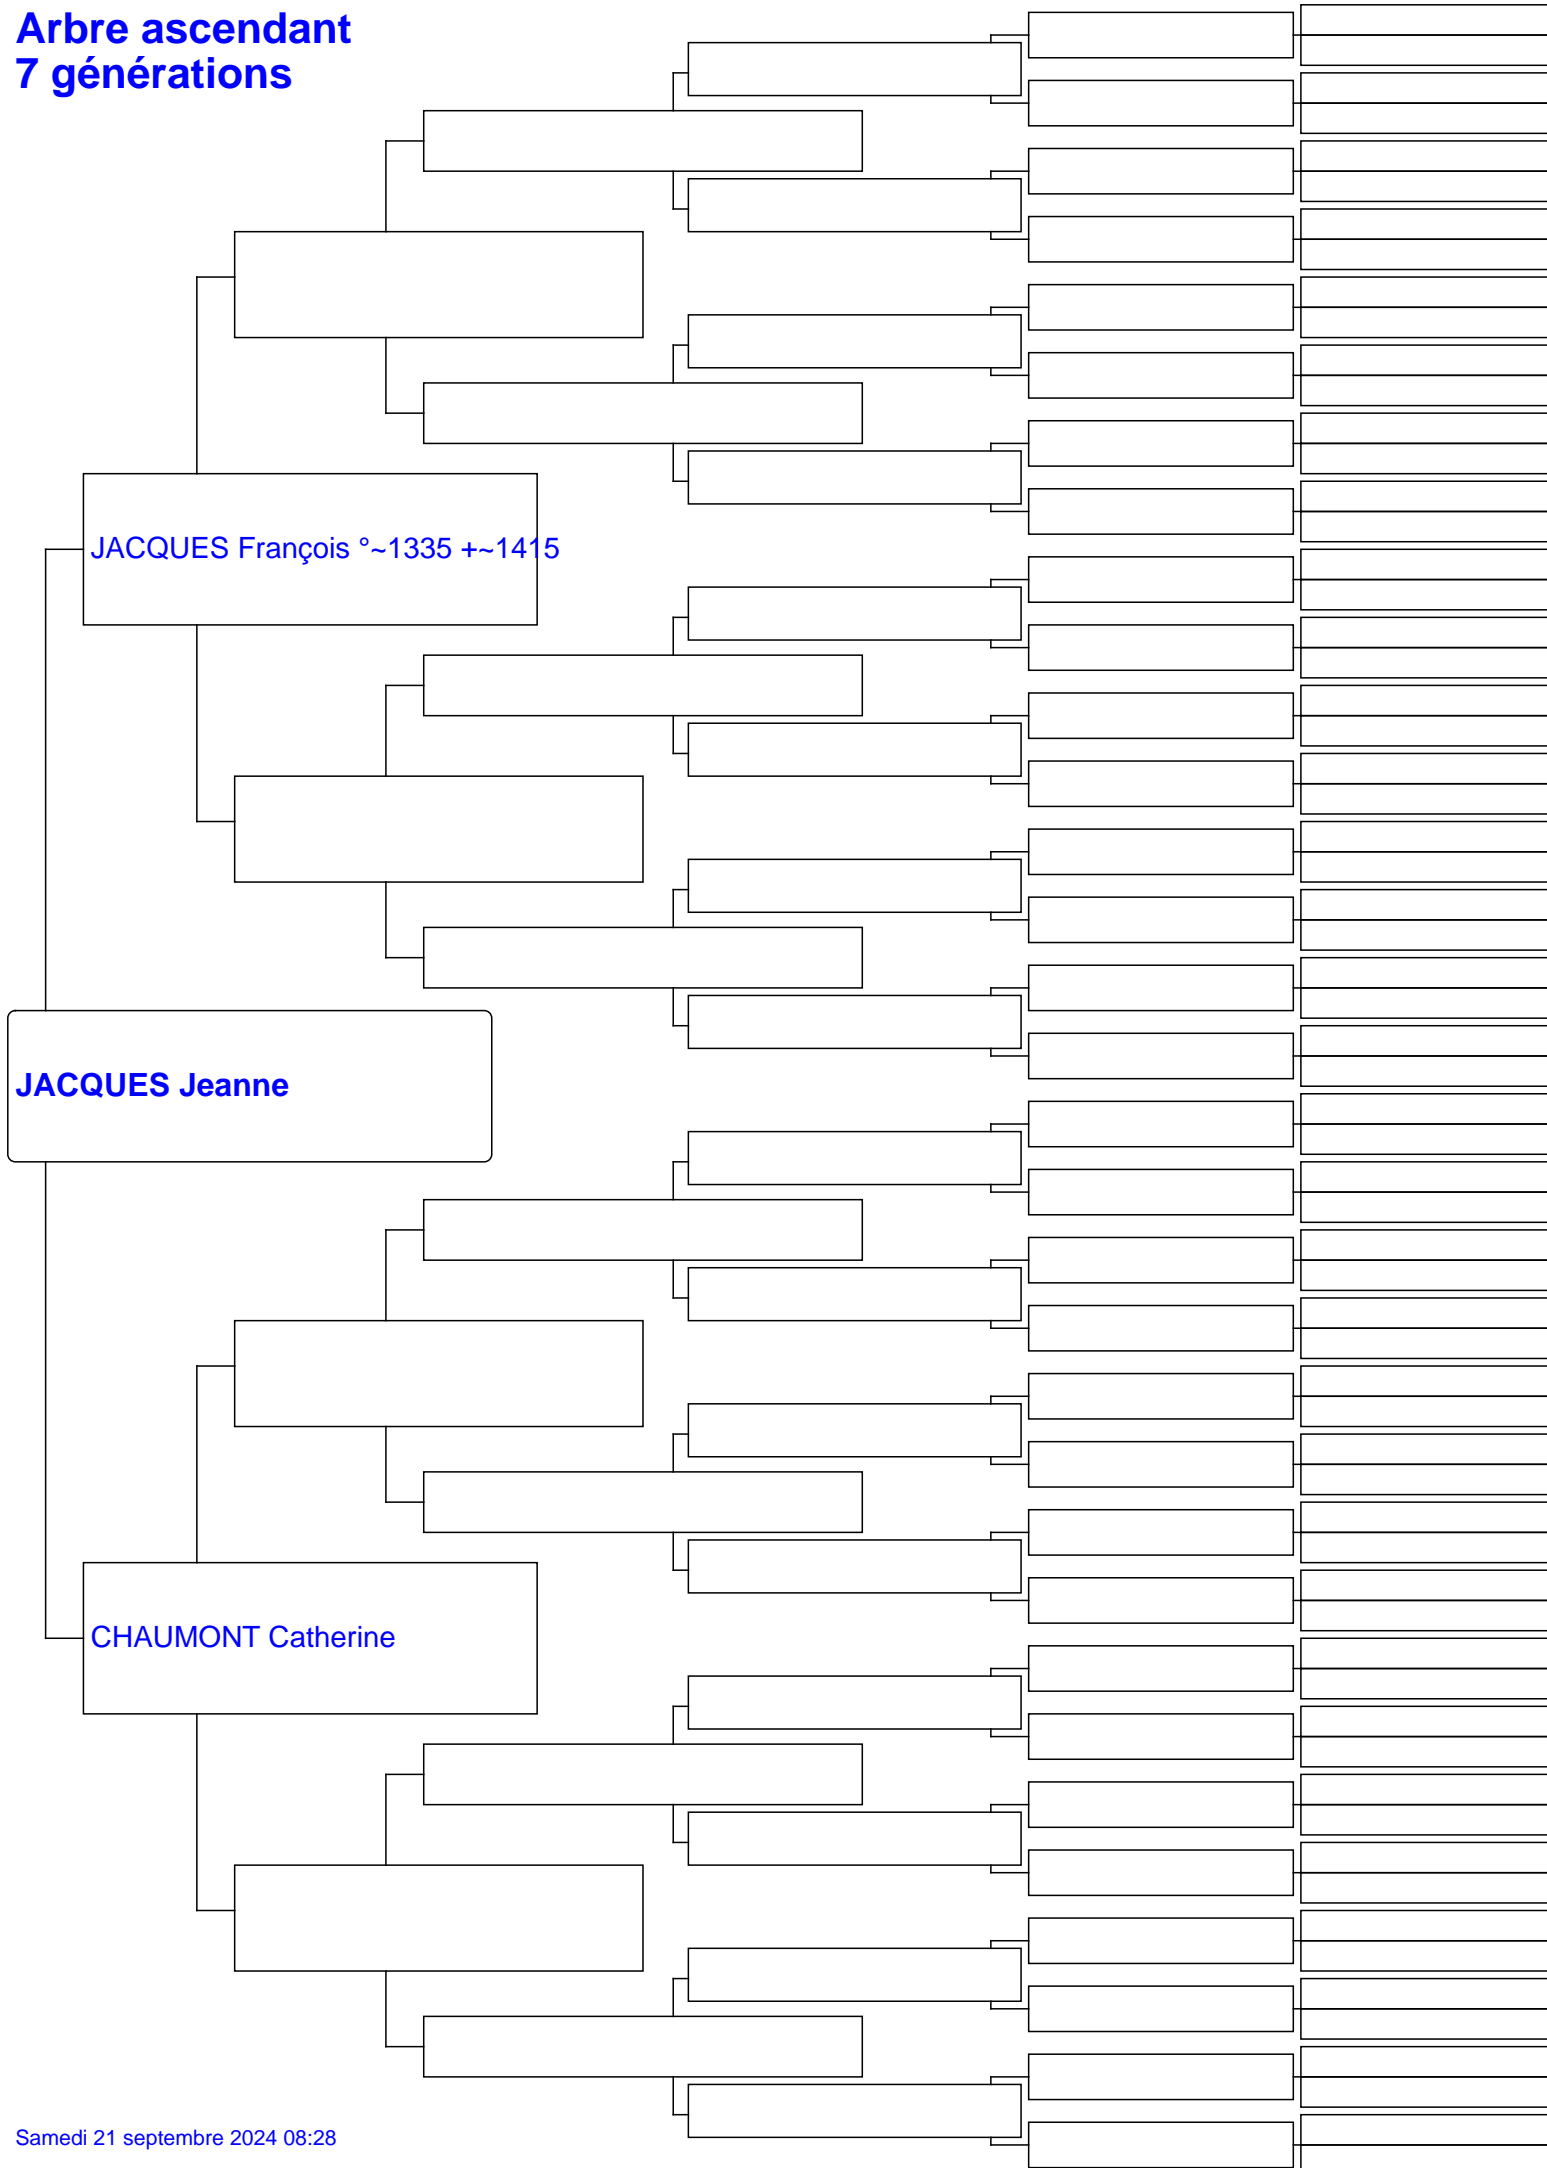 Arbre ascendant
7 générations
JACQUES François °~1335 +~1415
JACQUES Jeanne
CHAUMONT Catherine
Samedi 21 septembre 2024 08:28